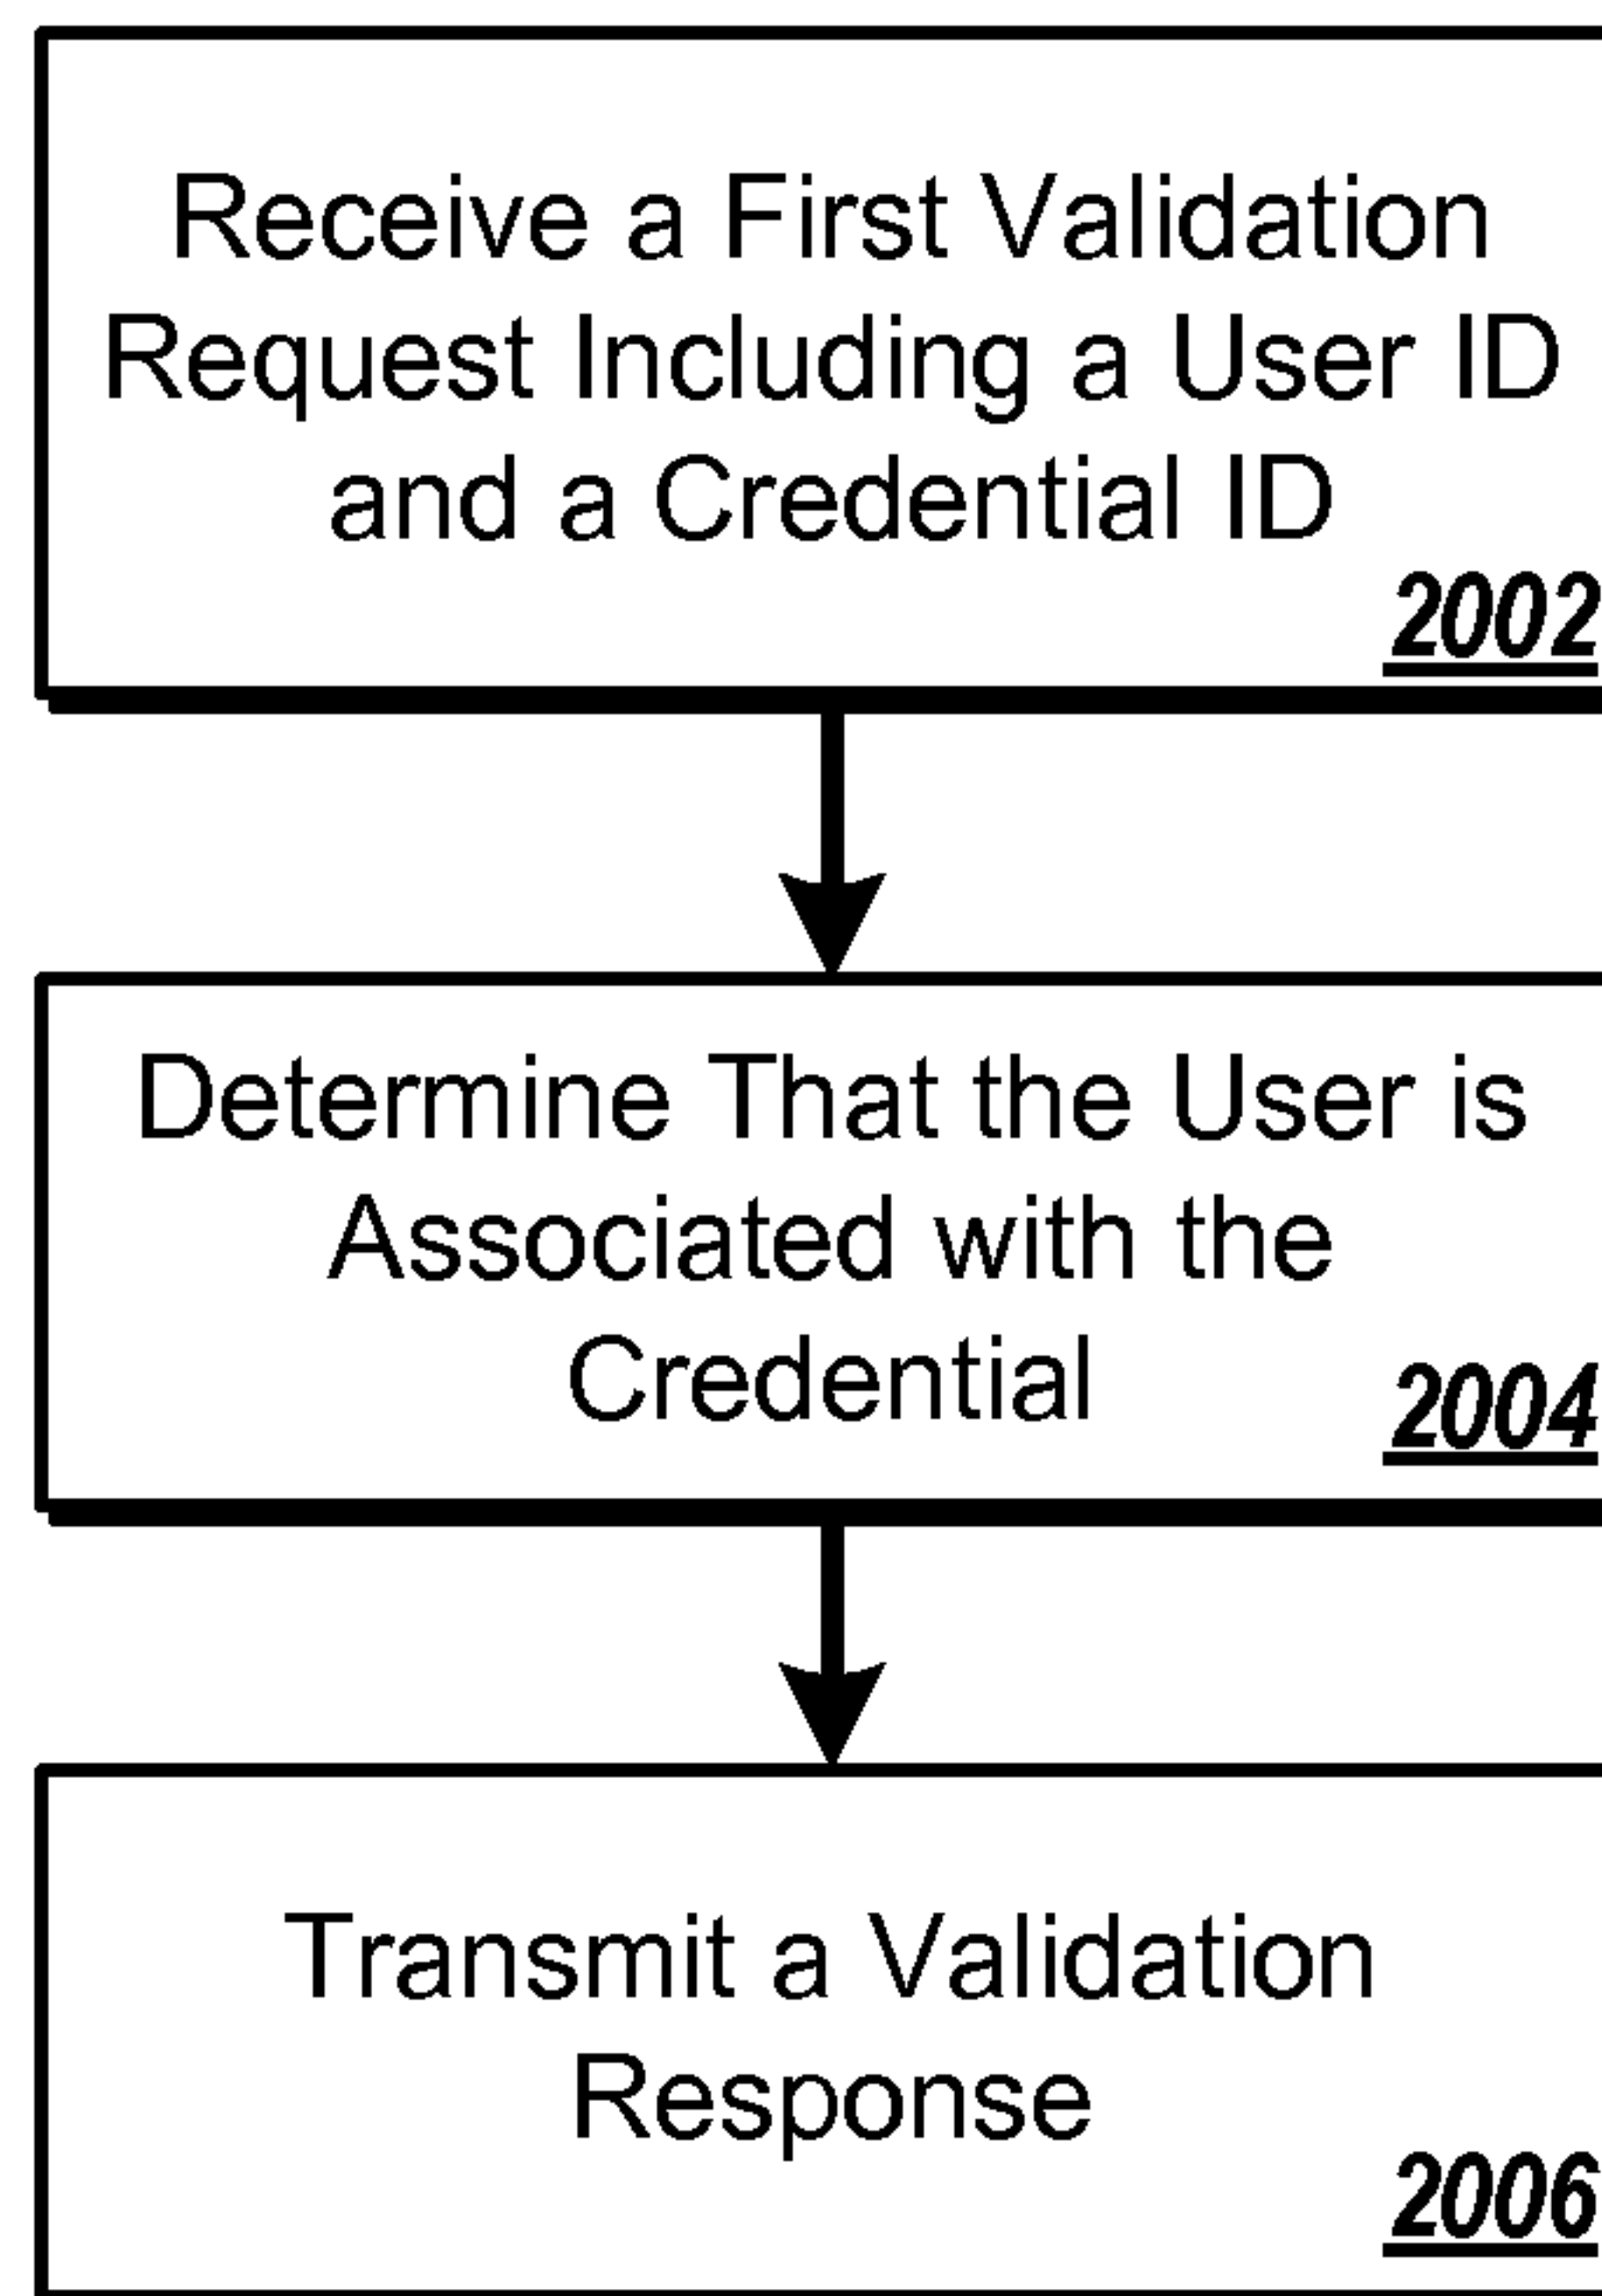 Receive a First Validation
Request Including a User ID
and a Credential ID
2002
Determine That the User is
Associated with the
Credential
2004
Transmit a Validation
Response
2006